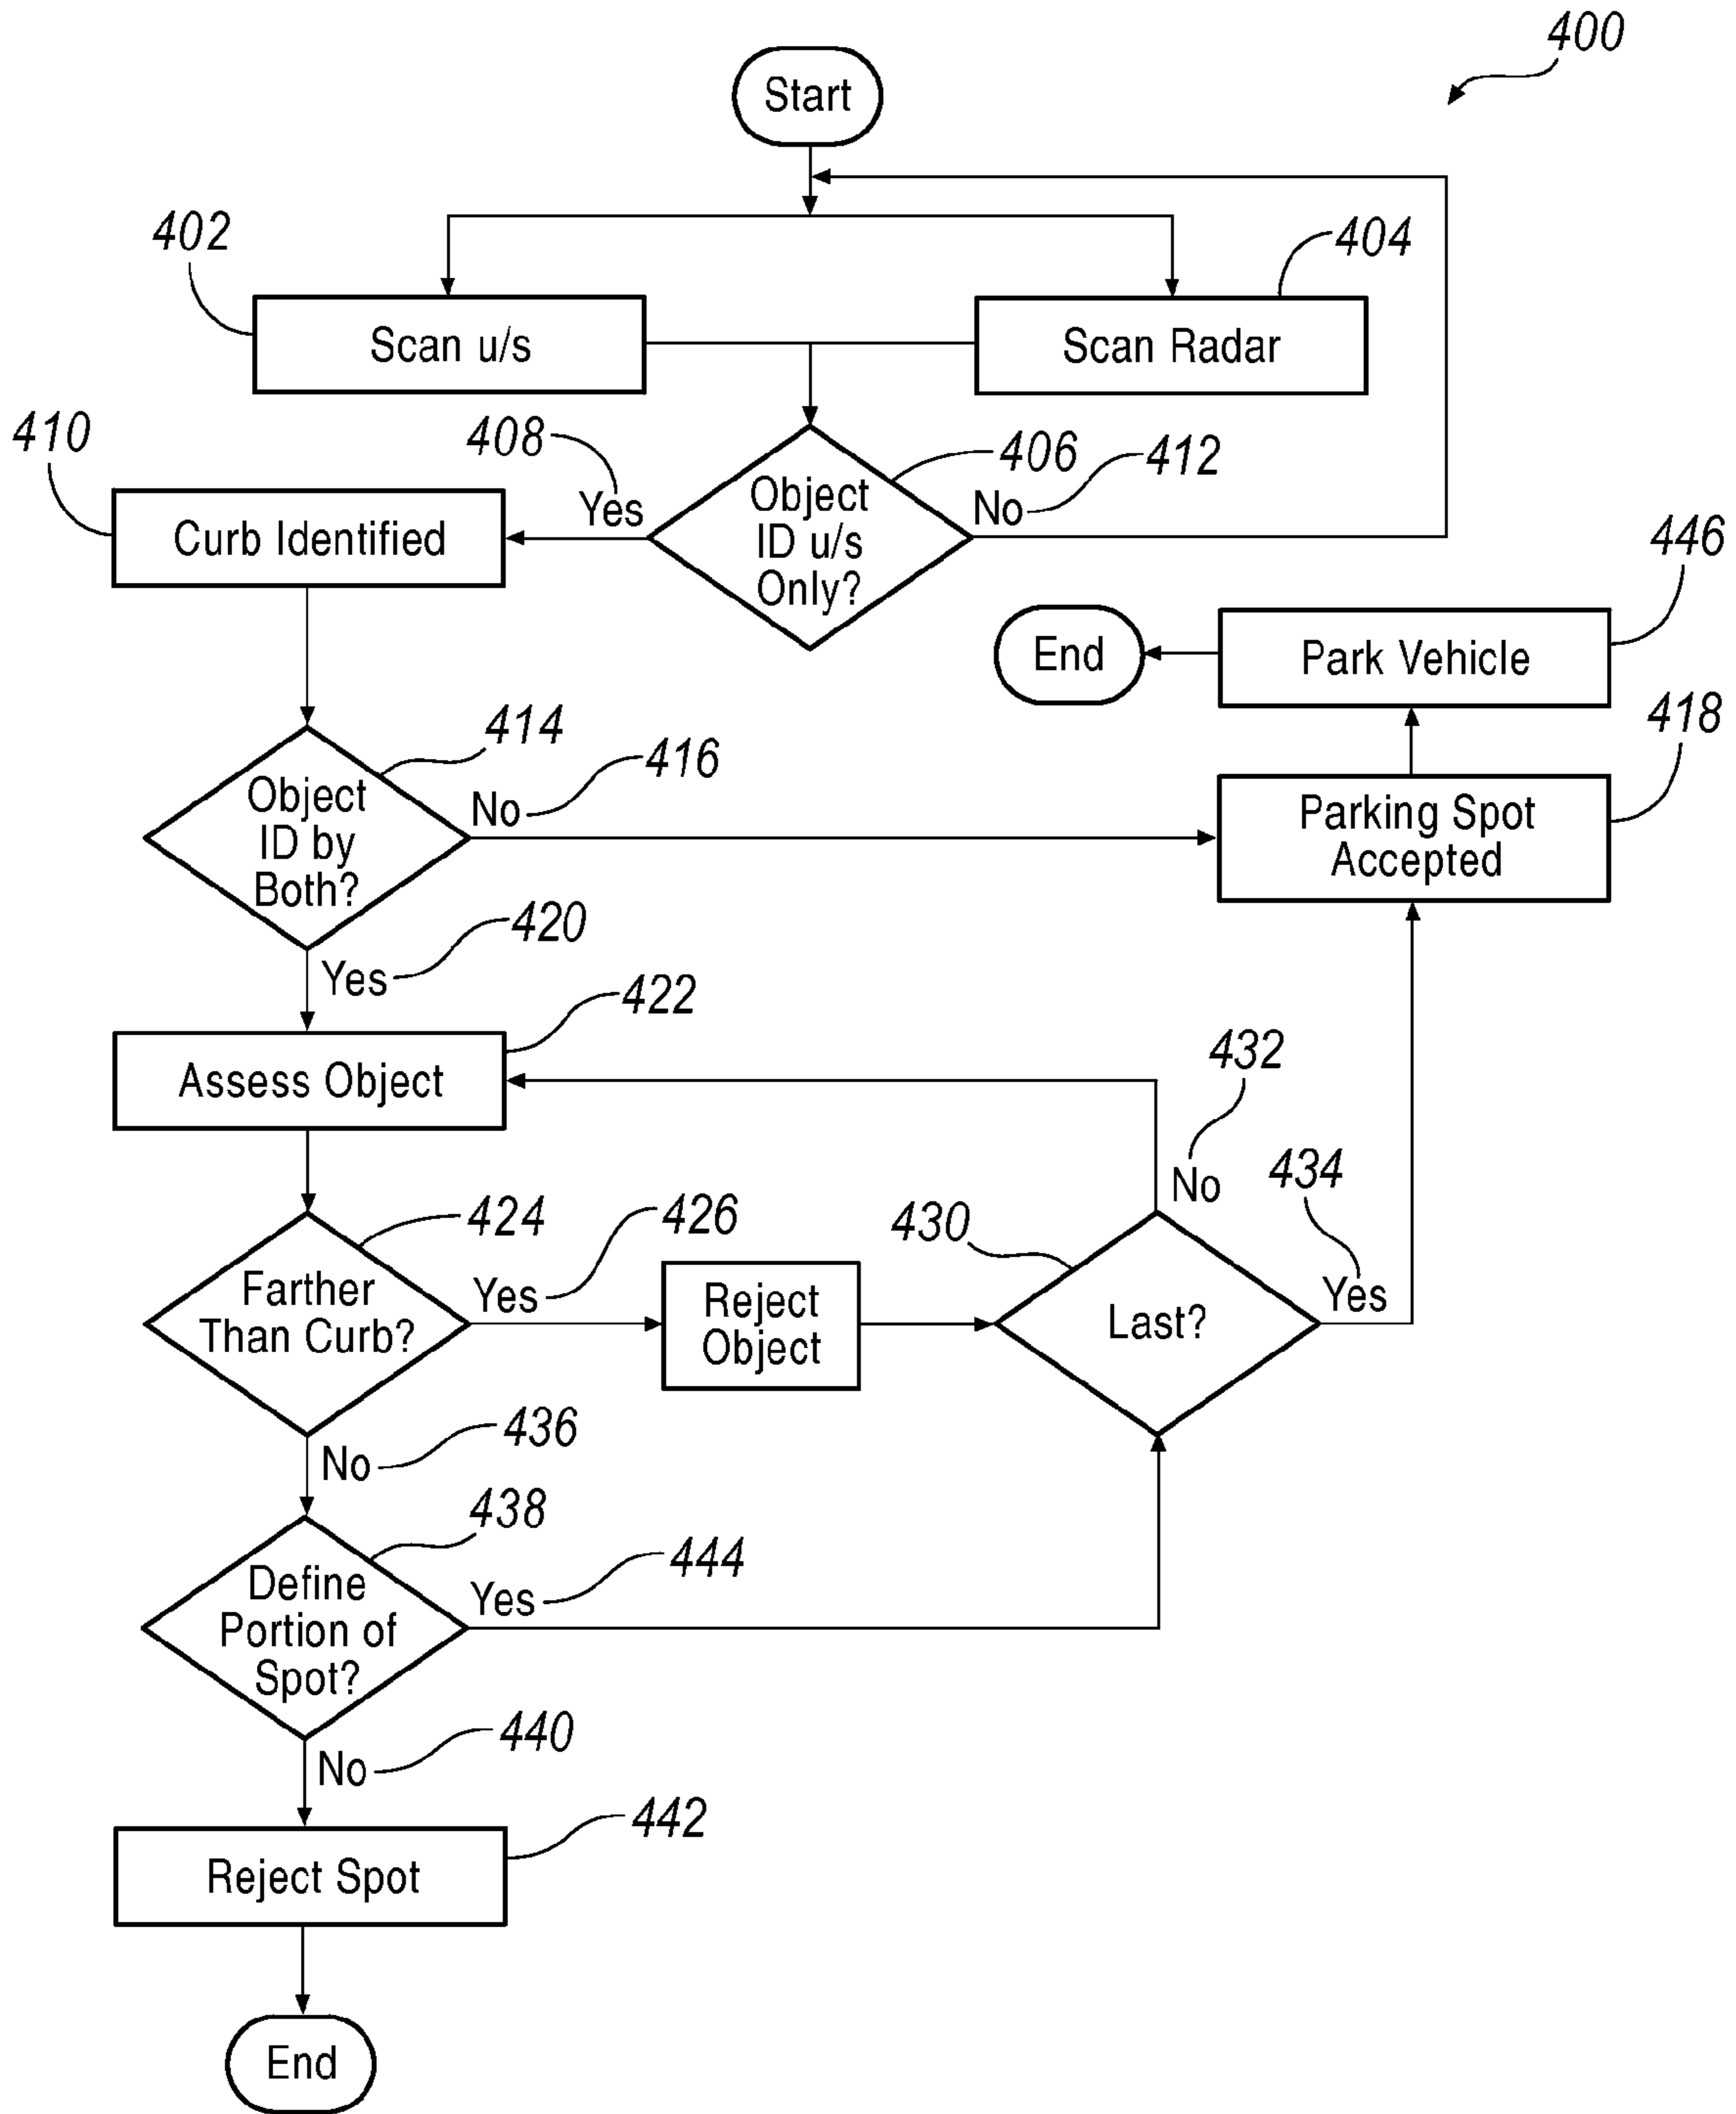 400
Start
402
404
Scan u/s
Scan Radar
410
408
406
412
Yes
No
Object
ID u/s
Only?
Curb Identified
446
End
Park Vehicle
414
416
418
Object
ID by
Both?
No
Parking Spot
Accepted
420
Yes
422
432
Assess Object
No
434
424
426
430
Yes
Yes
Farther
Than Curb?
Reject
Object
Last?
436
No
438
444
Define
Portion of
Spot?
Yes
440
No
442
Reject Spot
End